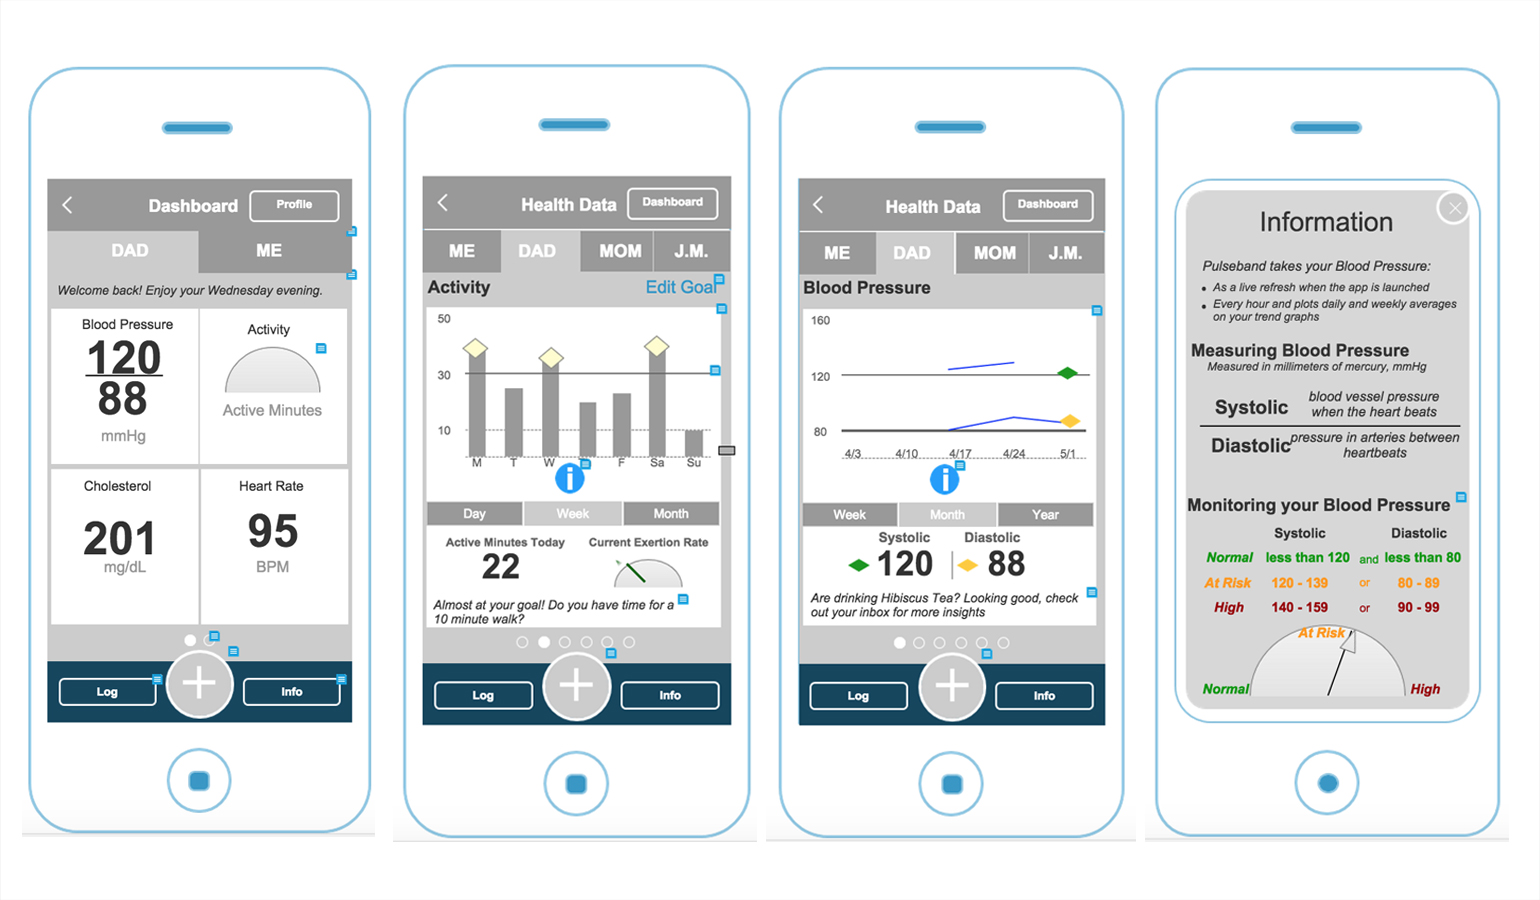 Dashboard
Profile
DAD
ME
Welcome back! Enjoy your Wednesday evening.
Blood Pressure
120
88
mmHg
Activity
Active Minutes
Cholesterol
201
mg/dL
Heart Rate
95
BPM
Log
Info
Health Data
Dashboard
ME
DAD
MOM
J.M.
Activity
Edit Goal
50
30
10
M
T
W
F
Sa
Su
i
Day
Week
Month
Active Minutes Today
22
Current Exertion Rate
Almost at your goal! Do you have time for a
10 minute walk?
Log
Info
Health Data
Dashboard
ME
DAD
MOM
J.M.
Blood Pressure
160
120
80
4/3
4/10
4/17
4/24
5/1
i
Week
Month
Year
Systolic
120
Diastolic
88
Are drinking Hibiscus Tea? Looking good, check
out your inbox for more insights
Log
Info
Information
Pulseband takes your Blood Pressure:
• As a live refresh when the app is launched
• Every hour and plots daily and weekly averages
on your trend graphs
Measuring Blood Pressure
Measured in millimeters of mercury, mmHg
Systolic
blood vessel pressure
when the heart beats
Diastolic
pressure in arteries between
heartbeats
Monitoring your Blood Pressure
Systolic Diastolic
Normal less than 120 and less than 80
At Risk 120 - 139 or 80 - 89
High 140 - 159 or 90 - 99
At Risk
Normal
High